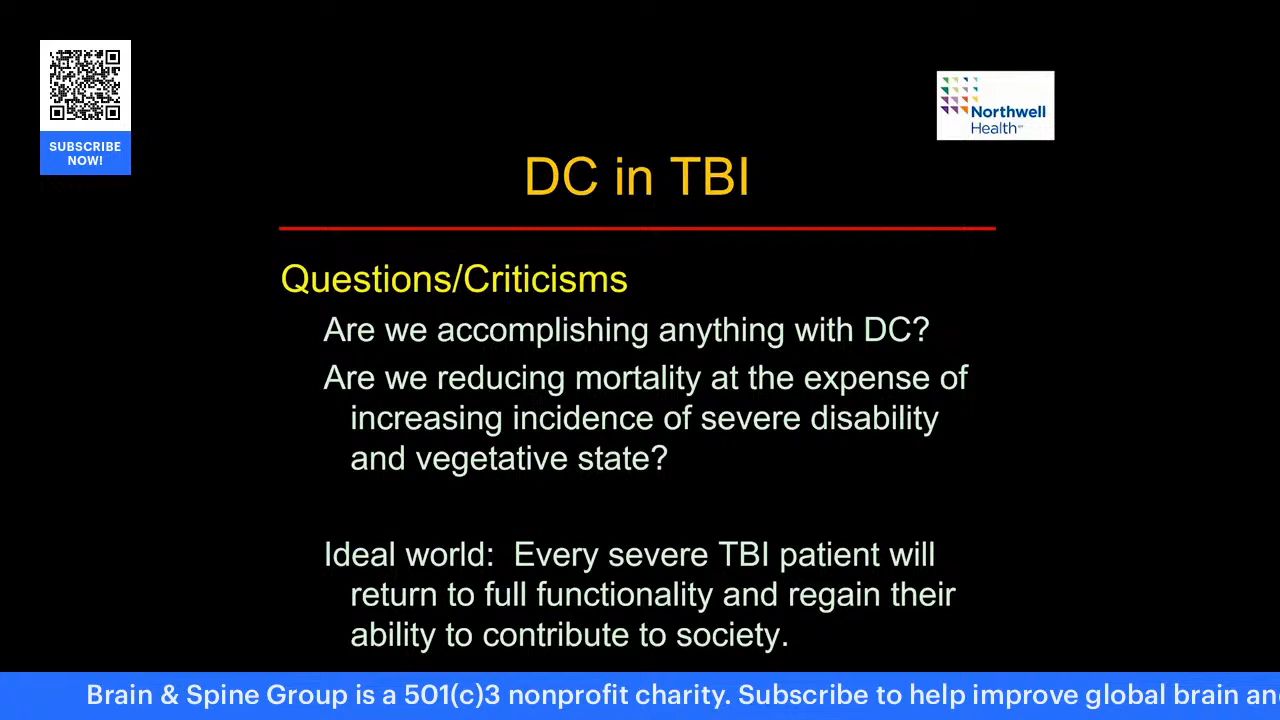 SUBSCRIBE
NOW!
Northwell
Health
DC in TBI
Questions/Criticisms
Are we accomplishing anything with DC?
Are we reducing mortality at the expense of
increasing incidence of severe disability
and vegetative state?
Ideal world:  Every severe TBI patient will
return to full functionality and regain their
ability to contribute to society.
Brain & Spine Group is a 501(c)3 nonprofit charity. Subscribe to help improve global brain an